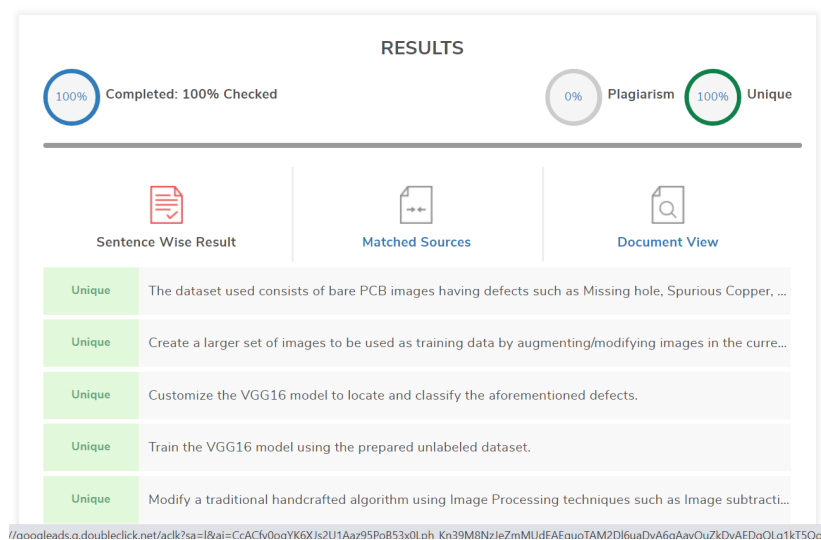 RESULTS
100% Completed: 100% Checked
0% Plagiarism 100% Unique
Sentence Wise Result
Matched Sources
Document View
Unique The dataset used consists of bare PCB images having defects such as Missing hole, Spurious Copper, ...
Unique Create a larger set of images to be used as training data by augmenting/modifying images in the curre...
Unique Customize the VGG16 model to locate and classify the aforementioned defects.
Unique Train the VGG16 model using the prepared unlabeled dataset.
Unique Modify a traditional handcrafted algorithm using Image Processing techniques such as Image subtracti...